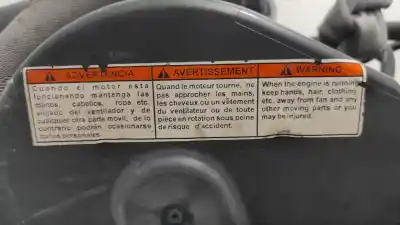 ADVERTENCIA
Cuando el motor esta
funcionando mantenga las
manos, cabellos, ropa etc.
alejado del ventilador y de
cualquier otra parte movil, de lo
contrario podran ocasionarse
daños personales.
AVERTISSEMENT
Quand le moteur tourne, ne
pas approcher les mains,
les cheveux ou un vêtement
du ventilateur ou de toute
pièce en rotation sous peine
de risque d'accident.
WARNING
When the engine is running
keep hands, hair, clothing
etc. away from fan and any
other moving parts or you
may be injured.